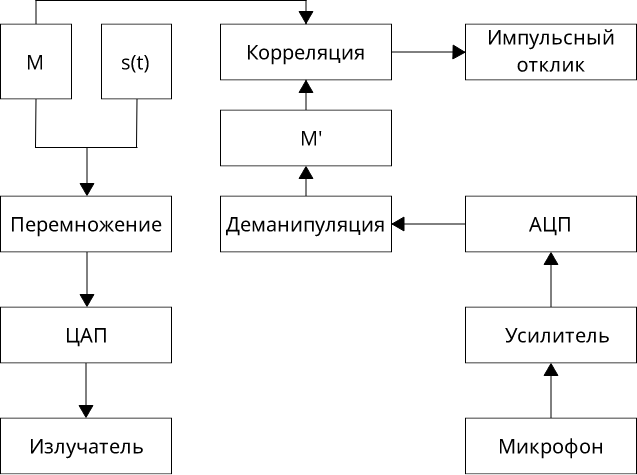 M
s(t)
Корреляция
Импульсный
отклик
M'
Перемножение
Деманипуляция
АЦП
ЦАП
Усилитель
Излучатель
Микрофон